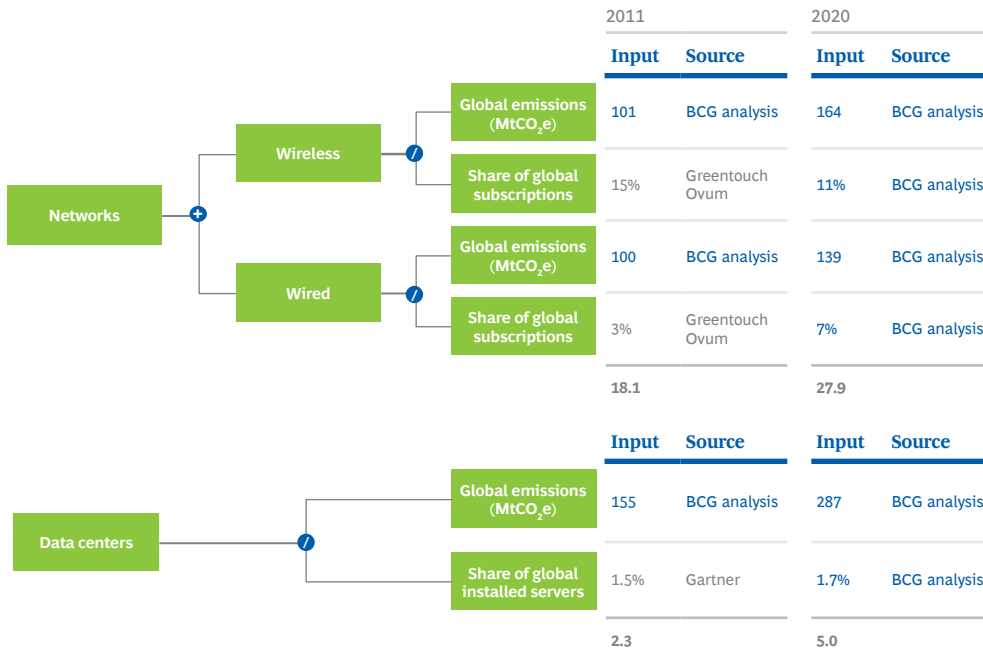 2011 2020
Input Source Input Source
Global emissions
(MtCO₂e)
101 BCG analysis 164 BCG analysis
Wireless
/
Share of global
subscriptions
15% Greentouch
Ovum
11% BCG analysis
Networks
+
Global emissions
(MtCO₂e)
100 BCG analysis 139 BCG analysis
Wired
/
Share of global
subscriptions
3% Greentouch
Ovum
7% BCG analysis
18.1 27.9
Input Source Input Source
Global emissions
(MtCO₂e)
155 BCG analysis 287 BCG analysis
Data centers
/
Share of global
installed servers
1.5% Gartner 1.7% BCG analysis
2.3 5.0